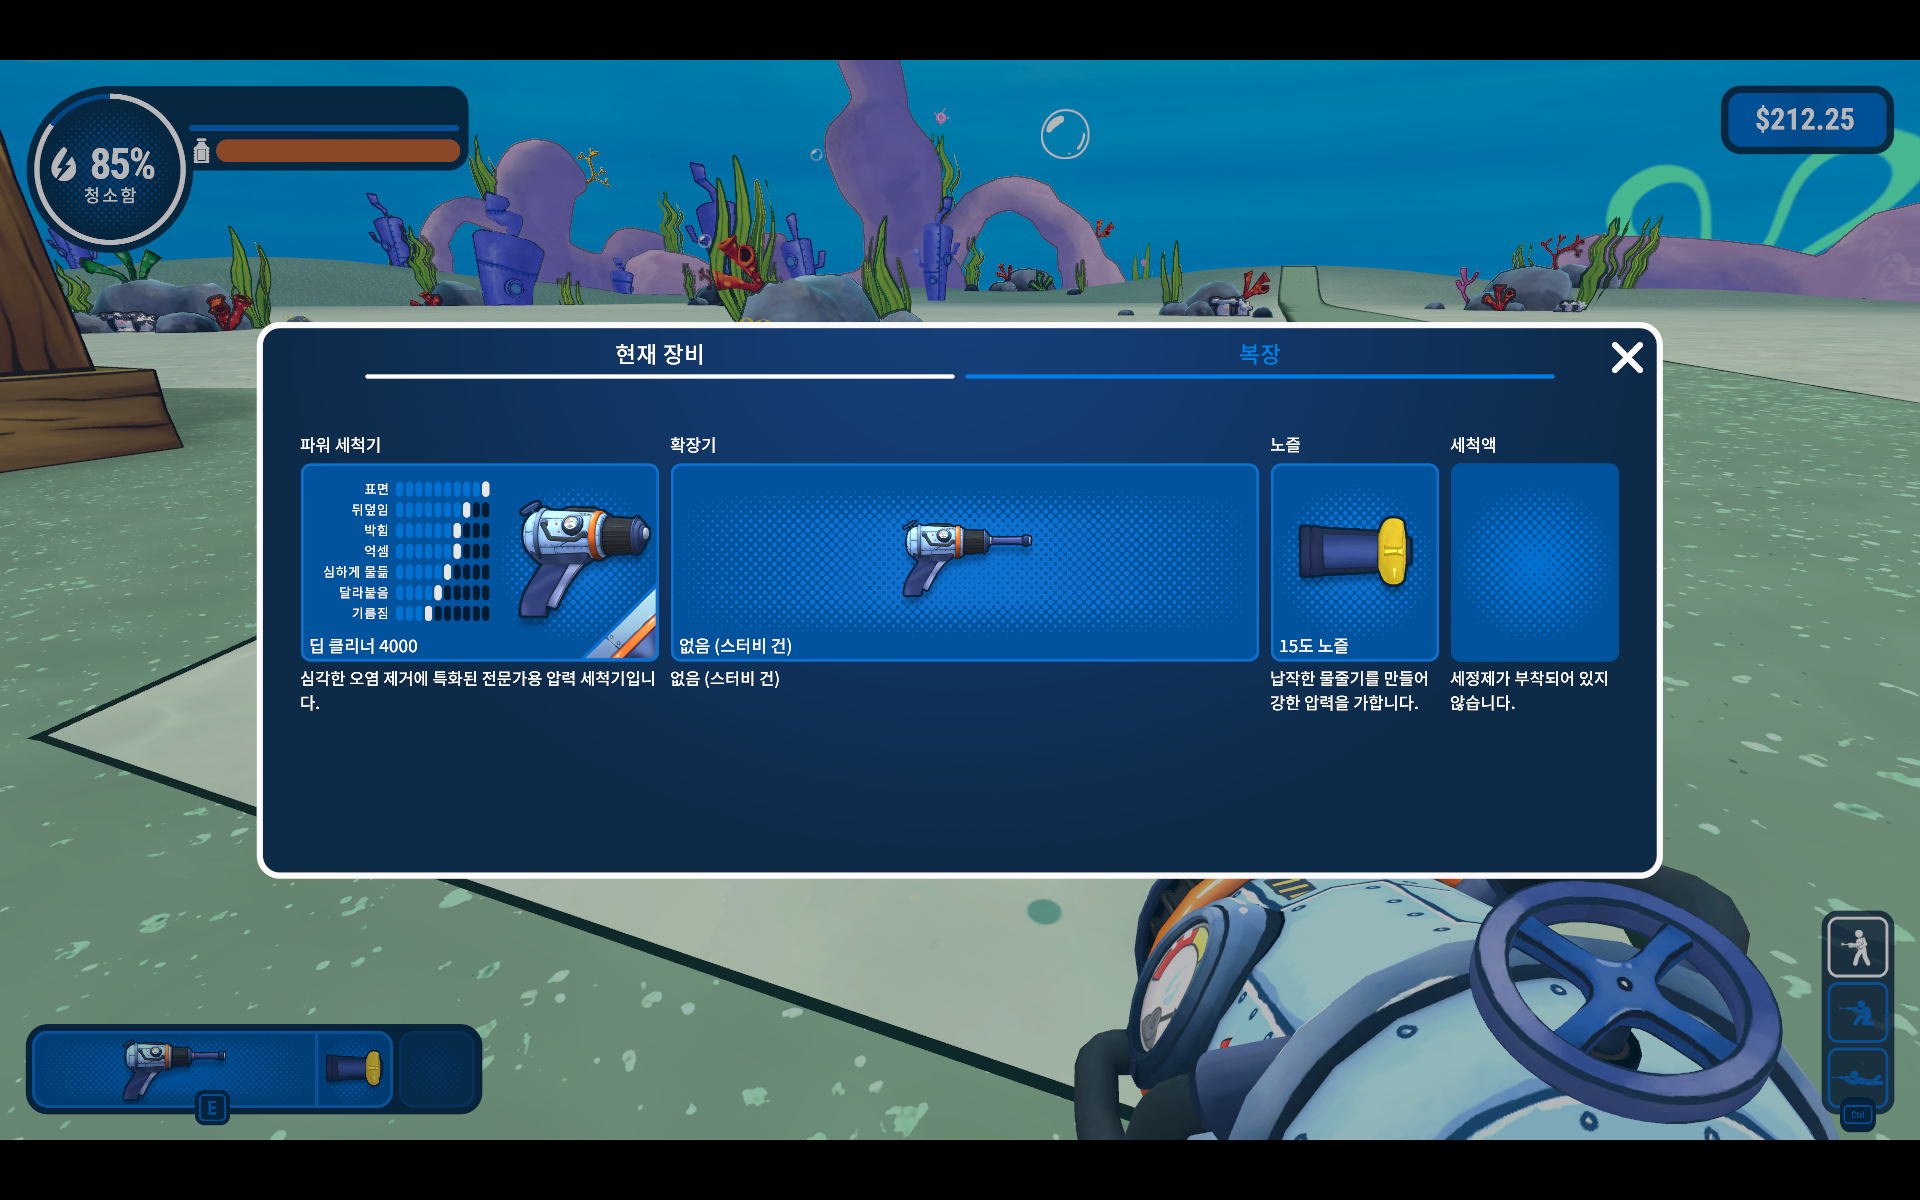 85%
청소함
$212.25
현재 장비
복장
파워 세척기
확장기
노즐
세척액
표면
뒤덮임
박힘
억셈
심하게 물듦
달라붙음
기름짐
딥 클리너 4000
없음 (스터비 건)
15도 노즐
심각한 오염 제거에 특화된 전문가용 압력 세척기입니
다.
없음 (스터비 건)
납작한 물줄기를 만들어
강한 압력을 가합니다.
세정제가 부착되어 있지
않습니다.
E
Ctrl